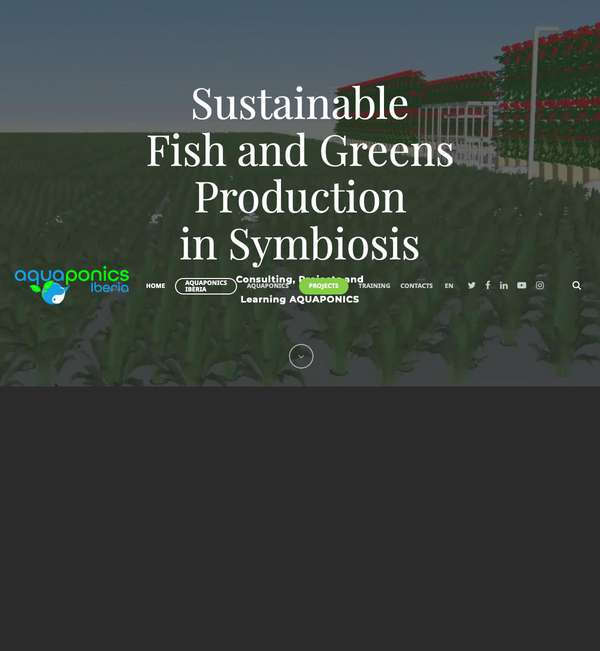 Sustainable
Fish and Greens
Production
in Symbiosis
Consulting, Projects and
Learning AQUAPONICS
aquaponics
Iberia
HOME
AQUAPONICS
IBERIA
AQUAPONICS
PROJECTS
TRAINING
CONTACTS
EN